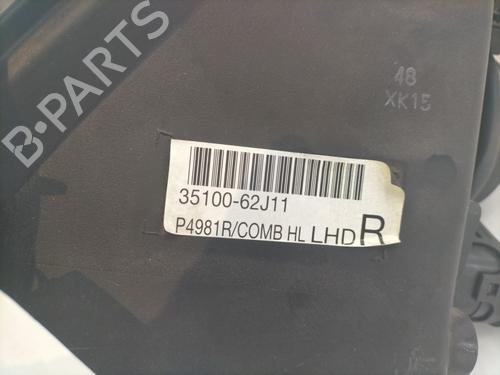 B-PARTS
48
XK15
35100-62J11
P4981R/COMB HL LHD R